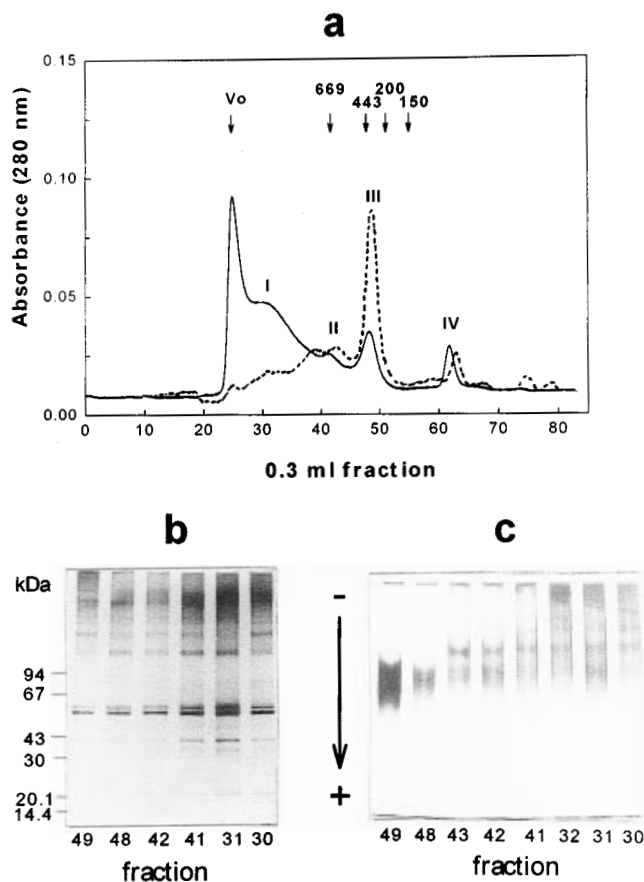 a
0.15
0.10
0.05
0.00
Absorbance (280 nm)
Vo
669
443
200
150
I
II
III
IV
0 10 20 30 40 50 60 70 80
0.3 ml fraction
b
kDa
94
67
43
30
20.1
14.4
49 48 42 41 31 30
fraction
c
-
+
49 48 43 42 41 32 31 30
fraction